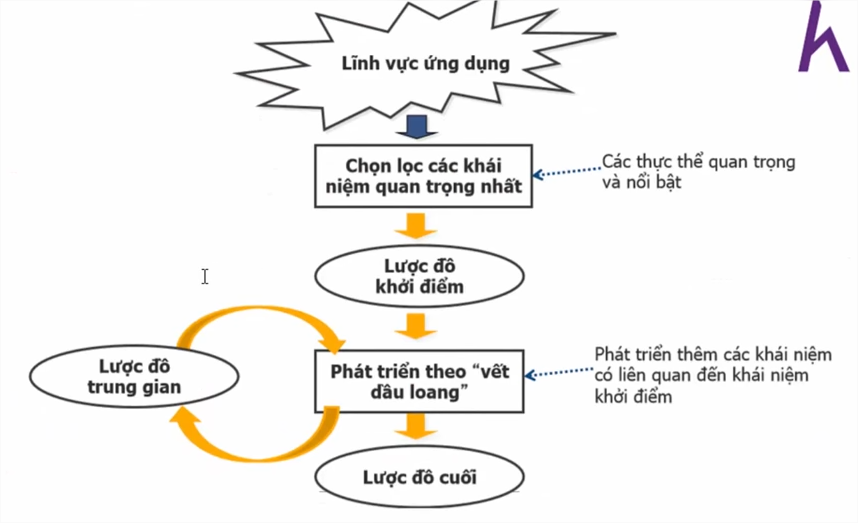 Lĩnh vực ứng dụng
Chọn lọc các khái
niệm quan trọng nhất
Các thực thể quan trọng
và nổi bật
Lược đồ
khởi điểm
Lược đồ
trung gian
Phát triển theo “vết
dầu loang”
Phát triển thêm các khái niệm
có liên quan đến khái niệm
khởi điểm
Lược đồ cuối